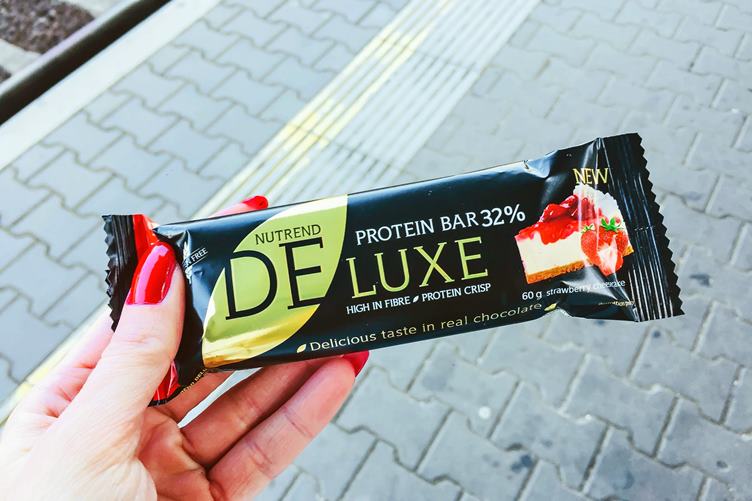 FREE
NUTREND
DE LUXE
PROTEIN BAR 32%
HIGH IN FIBRE PROTEIN CRISP
Delicious taste in real chocolate
NEW
60 g strawberry cheesecake